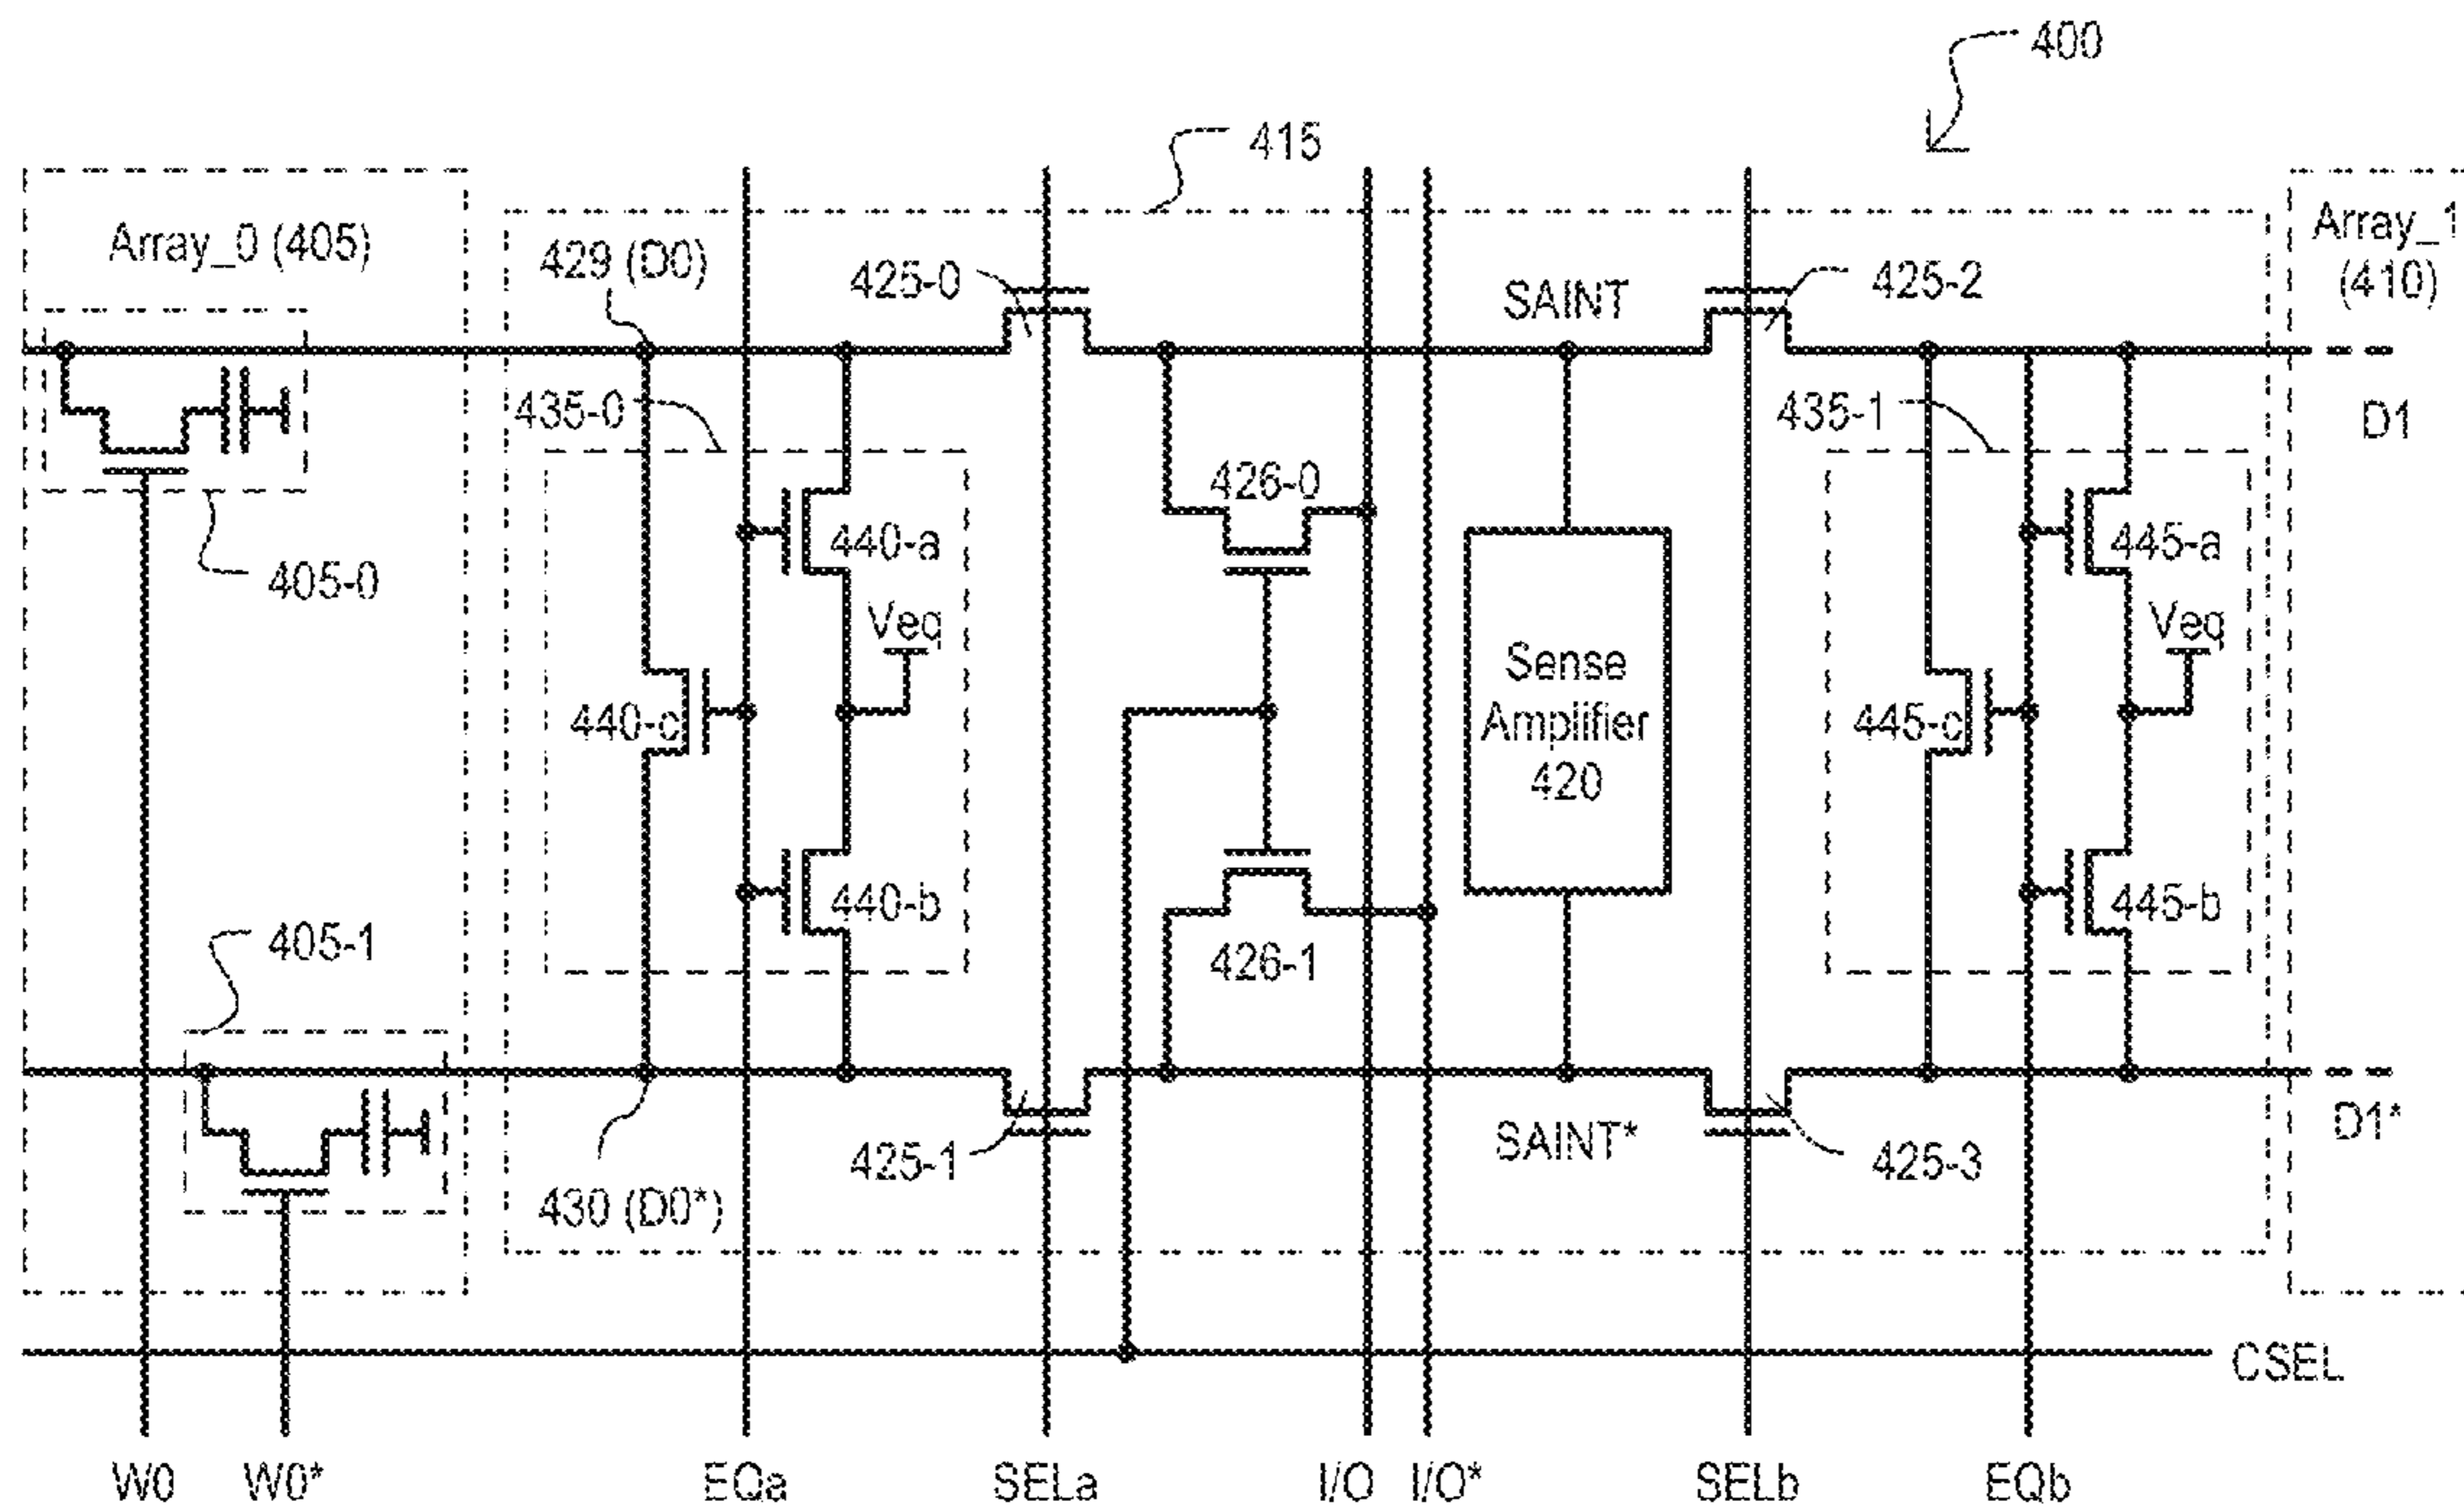 400
415
Array_0 (405)
429 (D0)
425-0
SAINT
425-2
Array_1
(410)
435-0
435-1
D1
426-0
440-a
445-a
405-0
Veq
Veq
Sense
Amplifier
420
440-c
445-c
440-b
445-b
405-1
426-1
425-1
SAINT*
425-3
D1*
430 (D0*)
CSEL
W0
W0*
EQa
SELa
I/O
I/O*
SELb
EQb